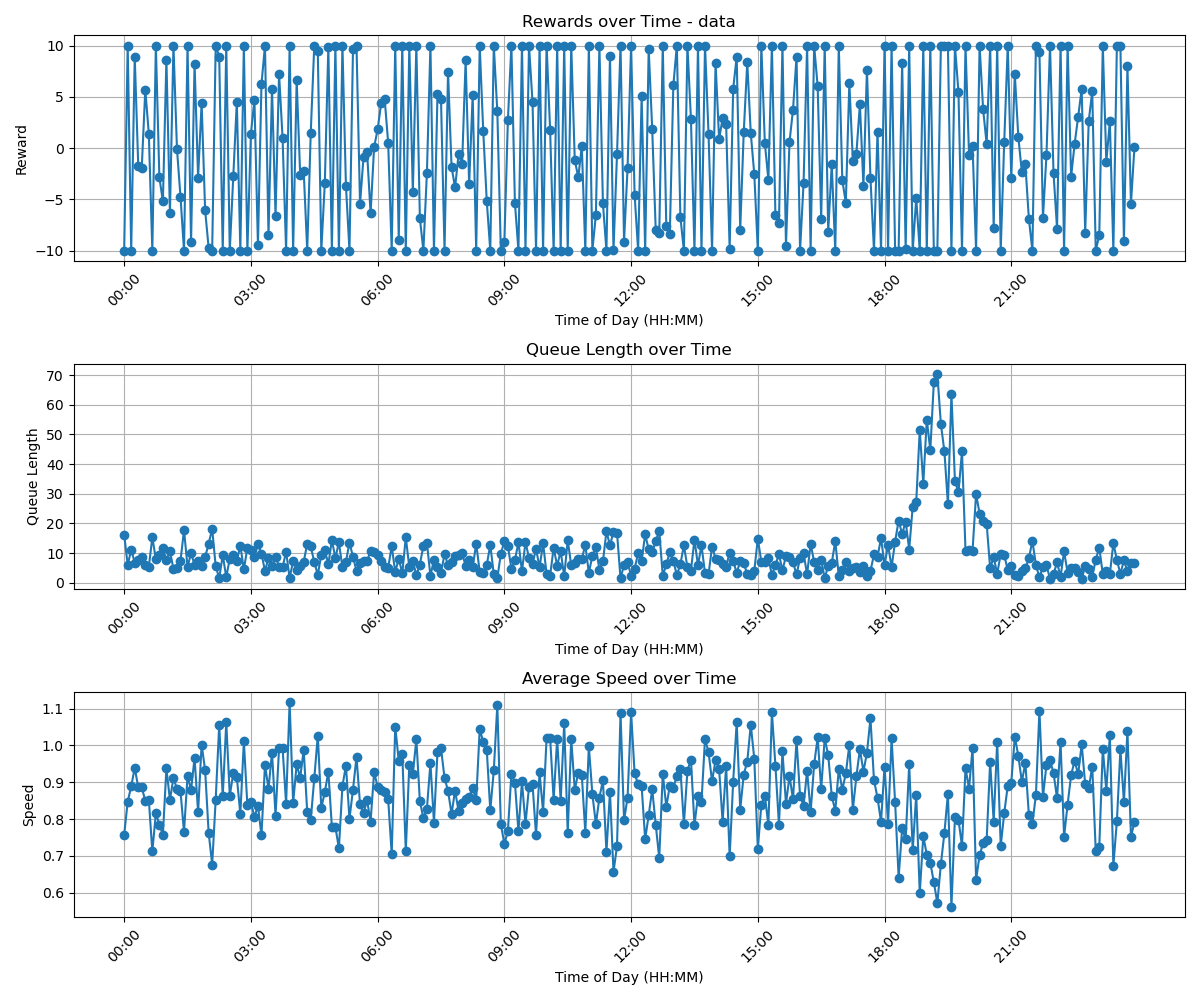 Rewards over Time - data
10
5
0
−5
−10
Reward
00:00 03:00 06:00 09:00 12:00 15:00 18:00 21:00
Time of Day (HH:MM)
Queue Length over Time
70
60
50
40
30
20
10
0
Queue Length
00:00 03:00 06:00 09:00 12:00 15:00 18:00 21:00
Time of Day (HH:MM)
Average Speed over Time
1.1
1.0
0.9
0.8
0.7
0.6
Speed
00:00 03:00 06:00 09:00 12:00 15:00 18:00 21:00
Time of Day (HH:MM)